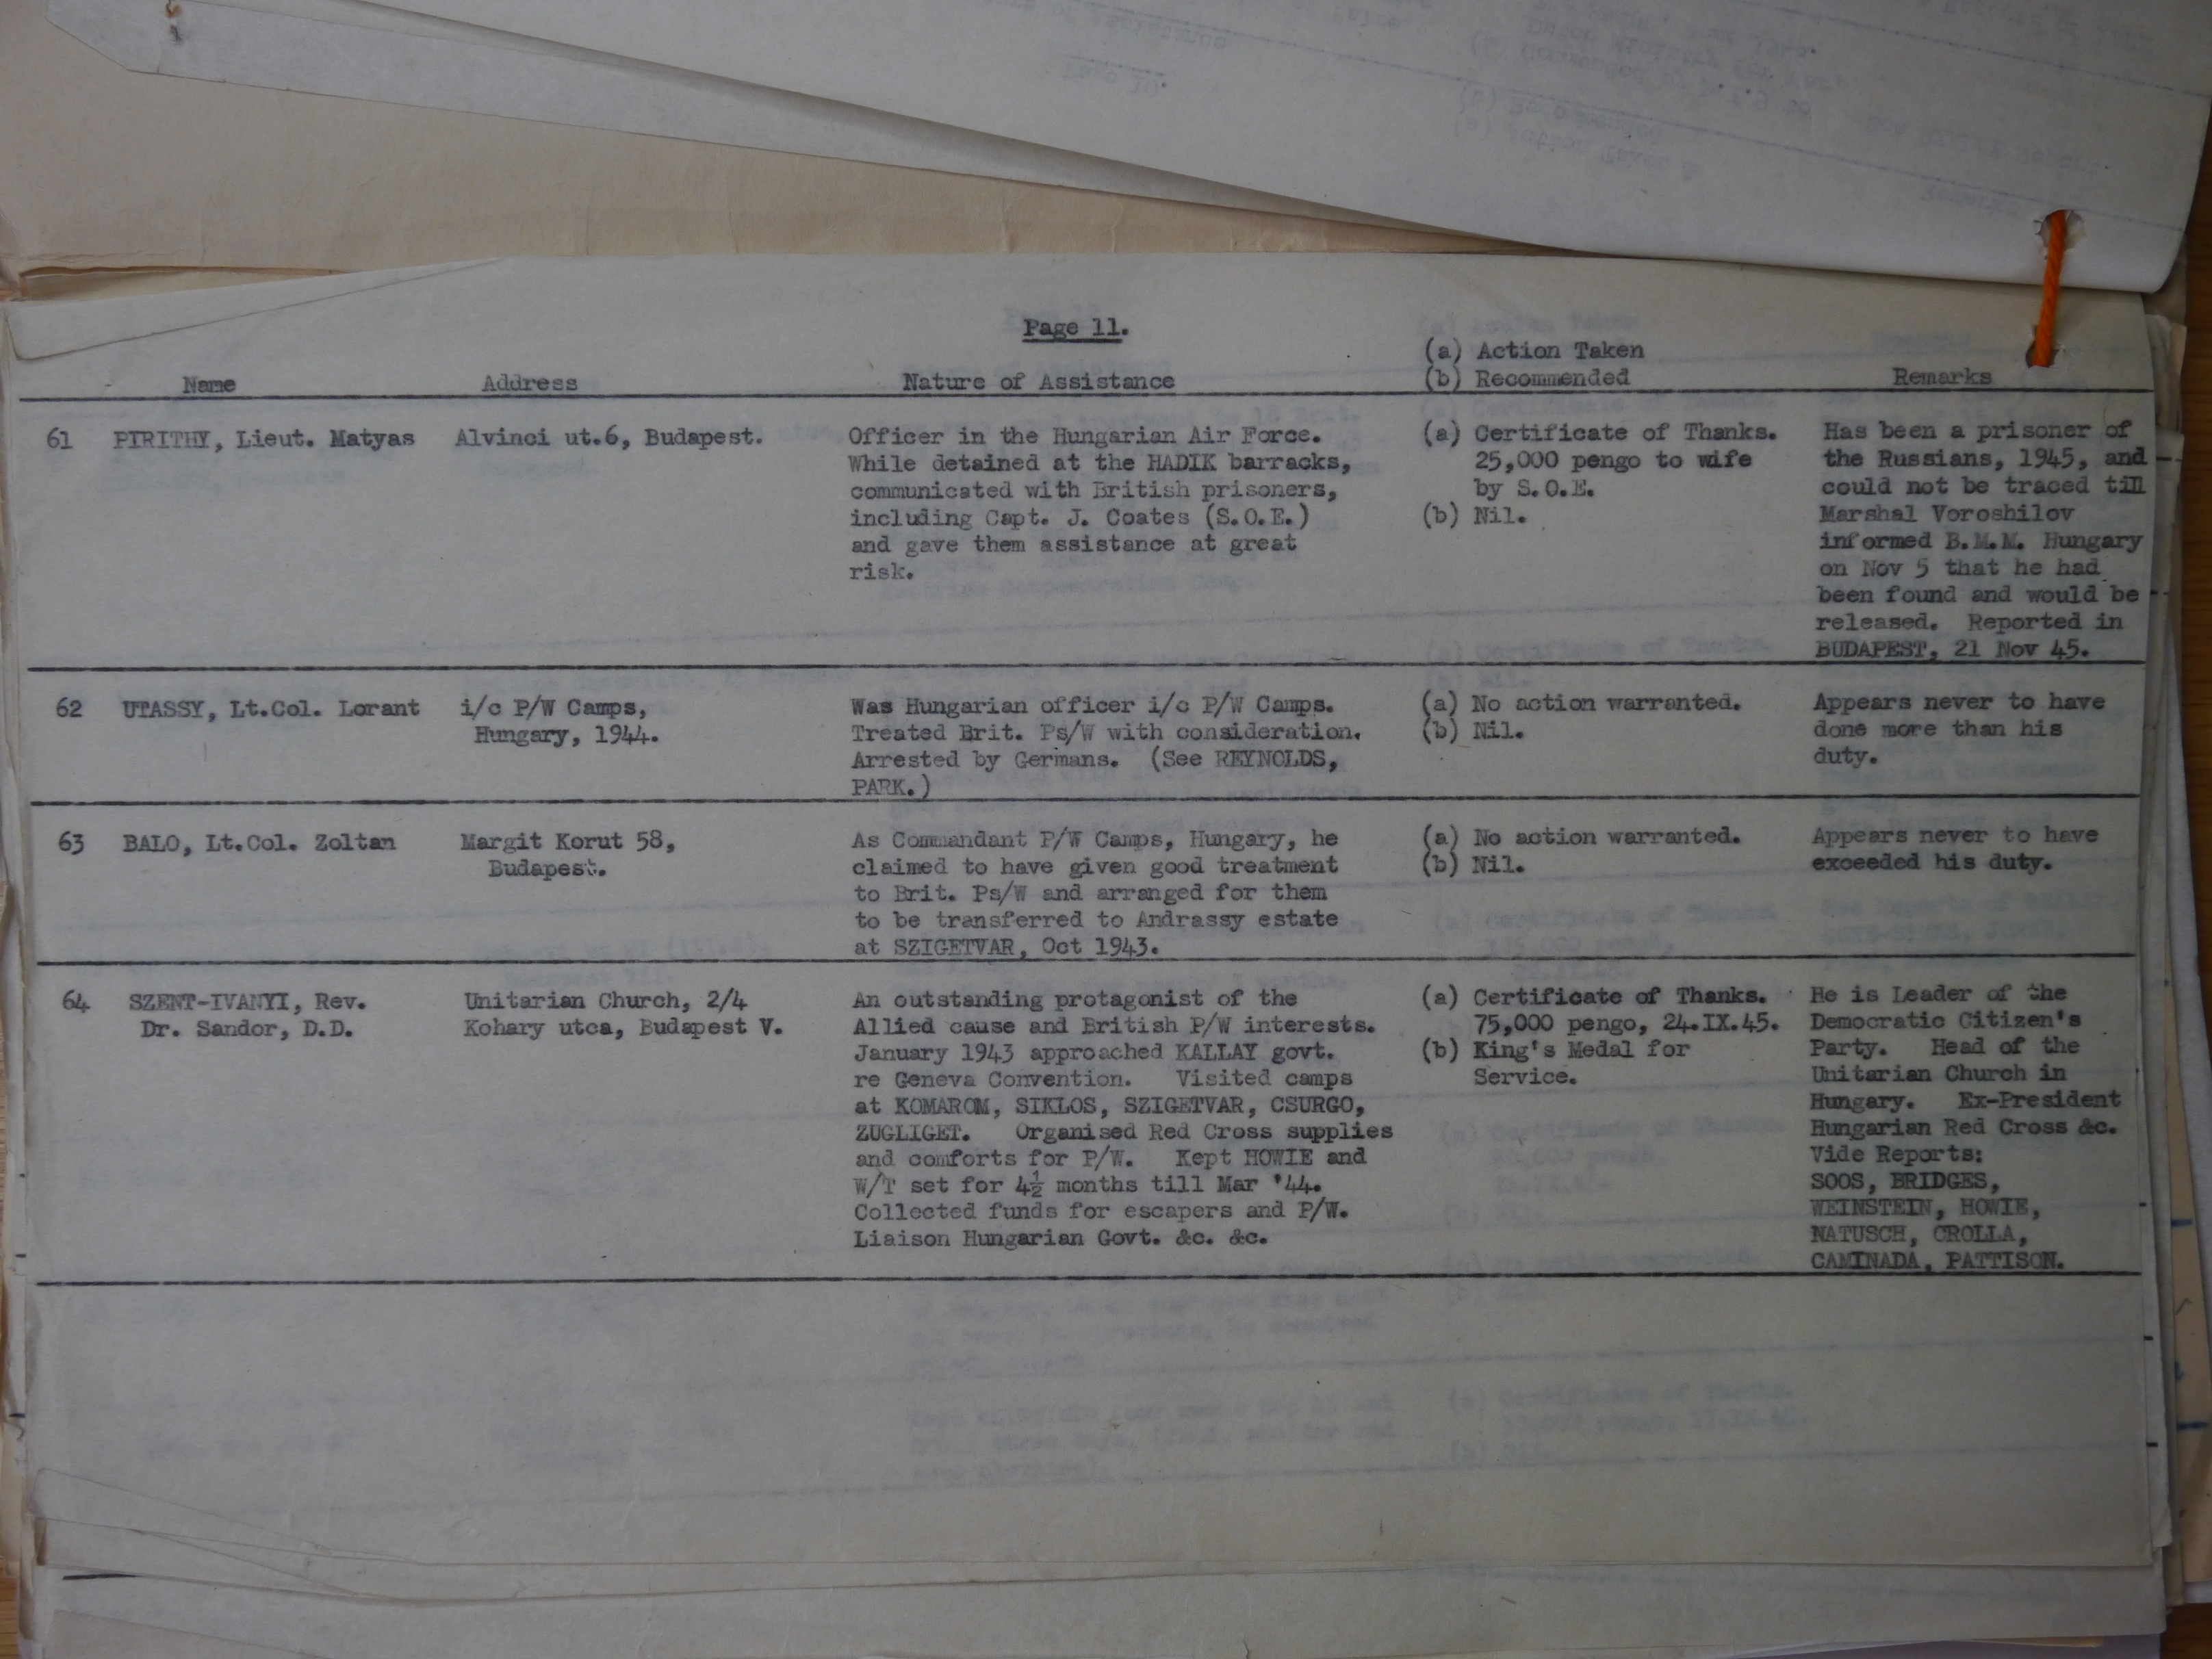 Page 11.
Name Address Nature of Assistance (a) Action Taken
(b) Recommended Remarks
61 PIRITHY, Lieut. Matyas
Alvinci ut.6, Budapest.
Officer in the Hungarian Air Force.
While detained at the HADIK barracks,
communicated with British prisoners,
including Capt. J. Coates (S.O.E.)
and gave them assistance at great
risk.
(a) Certificate of Thanks.
25,000 pengo to wife
by S.O.E.
(b) Nil.
Has been a prisoner of
the Russians, 1945, and
could not be traced till
Marshal Voroshilov
informed B.M.M. Hungary
on Nov 5 that he had
been found and would be
released. Reported in
BUDAPEST, 21 Nov 45.
62 UTASSY, Lt.Col. Lorant
i/c P/W Camps,
Hungary, 1944.
Was Hungarian officer i/c P/W Camps.
Treated Brit. Ps/W with consideration.
Arrested by Germans. (See REYNOLDS,
PARK.)
(a) No action warranted.
(b) Nil.
Appears never to have
done more than his
duty.
63 BALO, Lt.Col. Zoltan
Margit Korut 58,
Budapest.
As Commandant P/W Camps, Hungary, he
claimed to have given good treatment
to Brit. Ps/W and arranged for them
to be transferred to Andrassy estate
at SZIGETVAR, Oct 1943.
(a) No action warranted.
(b) Nil.
Appears never to have
exceeded his duty.
64 SZENT-IVANYI, Rev.
Dr. Sandor, D.D.
Unitarian Church, 2/4
Kohary utca, Budapest V.
An outstanding protagonist of the
Allied cause and British P/W interests.
January 1943 approached KALLAY govt.
re Geneva Convention. Visited camps
at KOMAROM, SIKLOS, SZIGETVAR, CSURGO,
ZUGLIGET. Organised Red Cross supplies
and comforts for P/W. Kept HOWIE and
W/T set for 4½ months till Mar '44.
Collected funds for escapers and P/W.
Liaison Hungarian Govt. &c. &c.
(a) Certificate of Thanks.
75,000 pengo, 24.IX.45.
(b) King's Medal for
Service.
He is Leader of the
Democratic Citizen's
Party. Head of the
Unitarian Church in
Hungary. Ex-President
Hungarian Red Cross &c.
Vide Reports:
SOOS, BRIDGES,
WEINSTEIN, HOWIE,
NATUSCH, CROLLA,
CAMINADA, PATTISON.